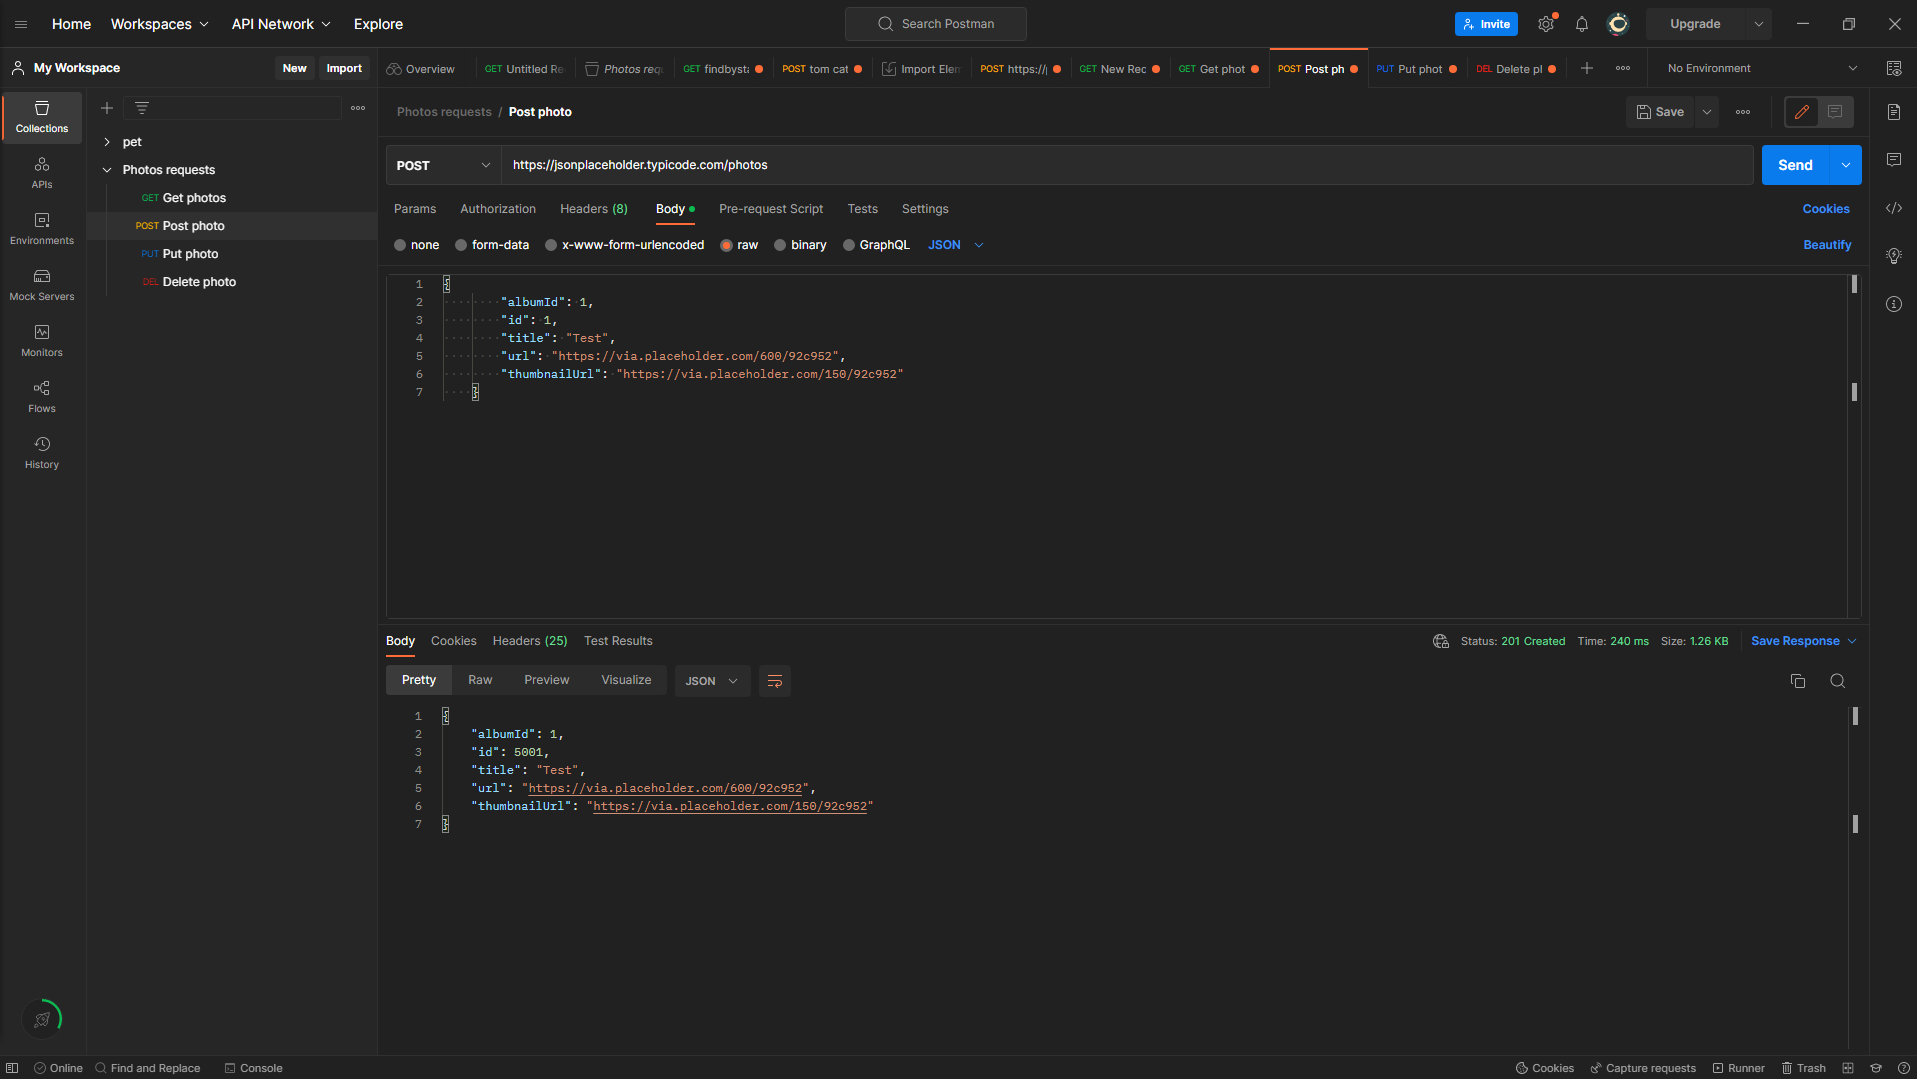 Home
Workspaces
API Network
Explore
Search Postman
Invite
Upgrade
My Workspace
New
Import
Overview
GET Untitled Re
Photos requ
GET findbysta
POST tom cat
Import Elem
POST https://
GET New Rec
GET Get phot
POST Post ph
PUT Put phot
DEL Delete pl
No Environment
Collections
APIs
Environments
Mock Servers
Monitors
Flows
History
pet
Photos requests
GET Get photos
POST Post photo
PUT Put photo
DEL Delete photo
Photos requests / Post photo
Save
POST
https://jsonplaceholder.typicode.com/photos
Send
Params
Authorization
Headers (8)
Body
Pre-request Script
Tests
Settings
Cookies
none
form-data
x-www-form-urlencoded
raw
binary
GraphQL
JSON
Beautify
1 {
2 "albumId": 1,
3 "id": 1,
4 "title": "Test",
5 "url": "https://via.placeholder.com/600/92c952",
6 "thumbnailUrl": "https://via.placeholder.com/150/92c952"
7 }
Body
Cookies
Headers (25)
Test Results
Status: 201 Created
Time: 240 ms
Size: 1.26 KB
Save Response
Pretty
Raw
Preview
Visualize
JSON
1 {
2 "albumId": 1,
3 "id": 5001,
4 "title": "Test",
5 "url": "https://via.placeholder.com/600/92c952",
6 "thumbnailUrl": "https://via.placeholder.com/150/92c952"
7 }
Online
Find and Replace
Console
Cookies
Capture requests
Runner
Trash